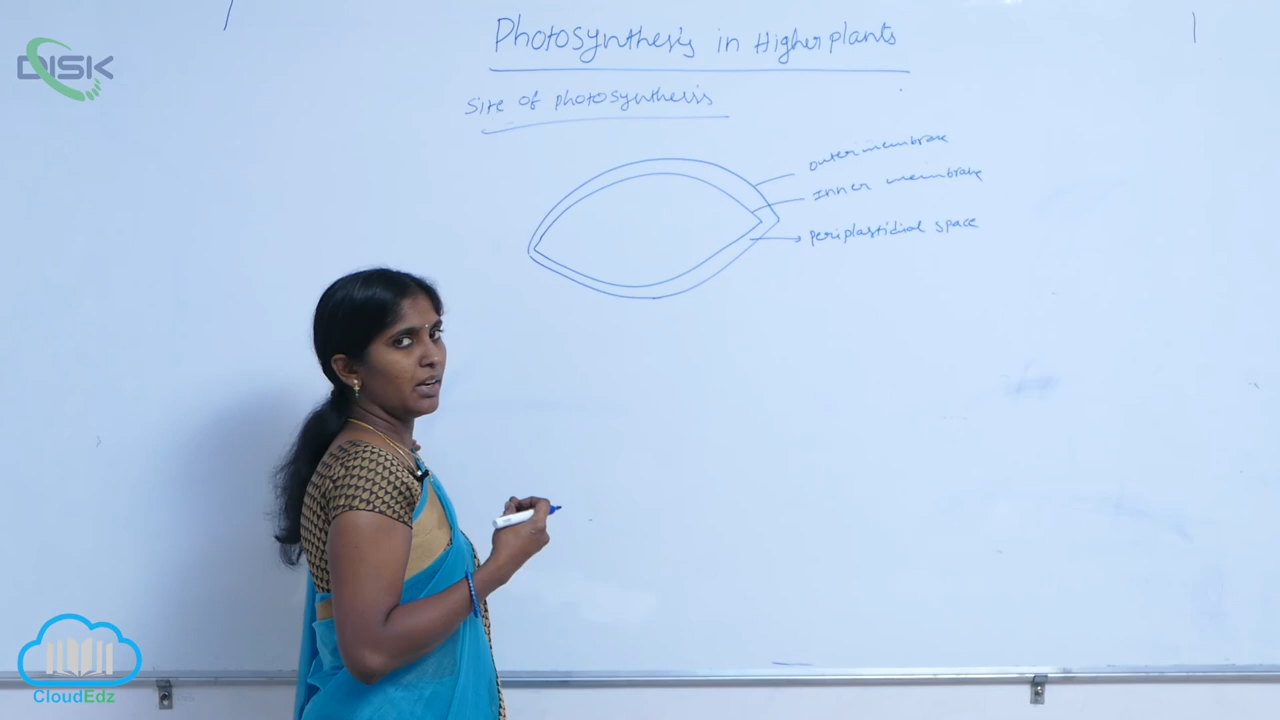 DISK
Photosynthesis in Higher plants
Site of photosynthesis
outer membrane
Inner membrane
periplastidial space
CloudEdz